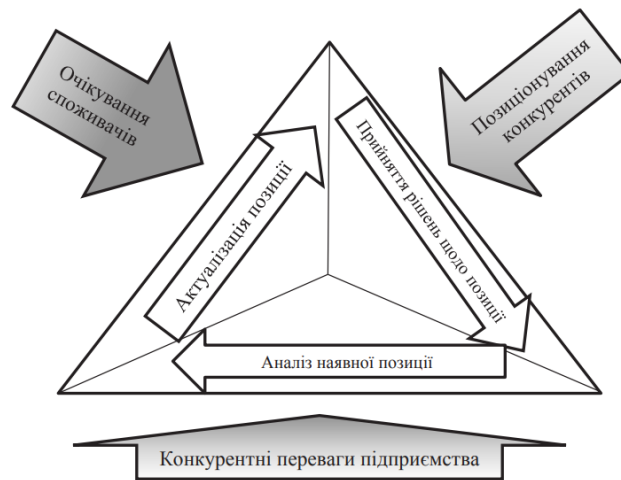 Очікування
споживачів
Позиціонування
конкурентів
Актуалізація позиції
Прийняття рішень щодо позиції
Аналіз наявної позиції
Конкурентні переваги підприємства